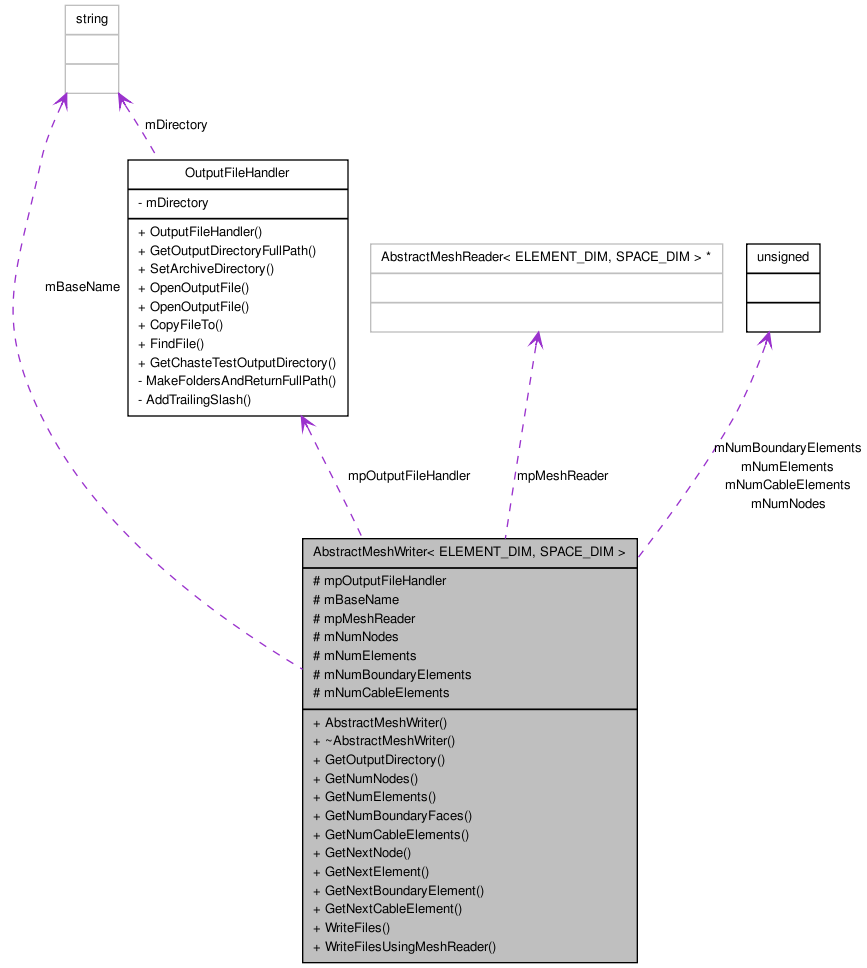 string
mDirectory
OutputFileHandler
- mDirectory
+ OutputFileHandler()
+ GetOutputDirectoryFullPath()
+ SetArchiveDirectory()
+ OpenOutputFile()
+ OpenOutputFile()
+ CopyFileTo()
+ FindFile()
+ GetChasteTestOutputDirectory()
- MakeFoldersAndReturnFullPath()
- AddTrailingSlash()
mBaseName
AbstractMeshReader< ELEMENT_DIM, SPACE_DIM > *
unsigned
mpOutputFileHandler
mpMeshReader
mNumBoundaryElements
mNumElements
mNumCableElements
mNumNodes
AbstractMeshWriter< ELEMENT_DIM, SPACE_DIM >
# mpOutputFileHandler
# mBaseName
# mpMeshReader
# mNumNodes
# mNumElements
# mNumBoundaryElements
# mNumCableElements
+ AbstractMeshWriter()
+ ~AbstractMeshWriter()
+ GetOutputDirectory()
+ GetNumNodes()
+ GetNumElements()
+ GetNumBoundaryFaces()
+ GetNumCableElements()
+ GetNextNode()
+ GetNextElement()
+ GetNextBoundaryElement()
+ GetNextCableElement()
+ WriteFiles()
+ WriteFilesUsingMeshReader()